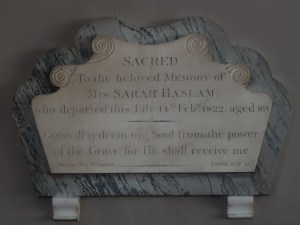 SACRED
To the beloved Memory of
Mrs SARAH HASLAM,
who departed this Life 14th Feby. 1822. aged 80
God will redeem my Soul from the power
of the Grave, for He shall receive me.